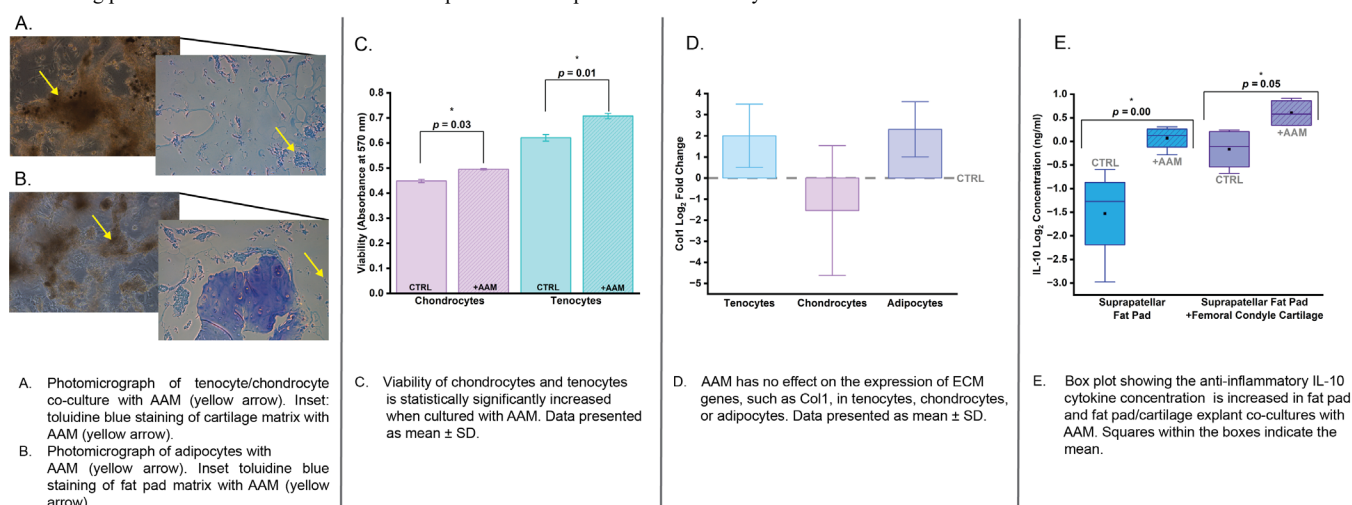 A.
B.
C.
*
p = 0.01
*
p = 0.03
Viability (Absorbance at 570 nm)
0.8
0.7
0.6
0.5
0.4
0.3
0.2
0.1
0.0
CTRL
+AAM
CTRL
+AAM
Chondrocytes
Tenocytes
D.
Col1 Log2 Fold Change
4
3
2
1
0
−1
−2
−3
−4
−5
CTRL
Tenocytes
Chondrocytes
Adipocytes
E.
*
p = 0.05
*
p = 0.00
IL-10 Log2 Concentration (ng/ml)
1.0
0.5
0.0
−0.5
−1.0
−1.5
−2.0
−2.5
−3.0
CTRL
+AAM
CTRL
+AAM
Suprapatellar
Fat Pad
Suprapatellar Fat Pad
+Femoral Condyle Cartilage
A. Photomicrograph of tenocyte/chondrocyte
co-culture with AAM (yellow arrow). Inset:
toluidine blue staining of cartilage matrix with
AAM (yellow arrow).
B. Photomicrograph of adipocytes with
AAM (yellow arrow). Inset toluidine blue
staining of fat pad matrix with AAM (yellow
arrow)
C. Viability of chondrocytes and tenocytes
is statistically significantly increased
when cultured with AAM. Data presented
as mean ± SD.
D. AAM has no effect on the expression of ECM
genes, such as Col1, in tenocytes, chondrocytes,
or adipocytes. Data presented as mean ± SD.
E. Box plot showing the anti-inflammatory IL-10
cytokine concentration is increased in fat pad
and fat pad/cartilage explant co-cultures with
AAM. Squares within the boxes indicate the
mean.